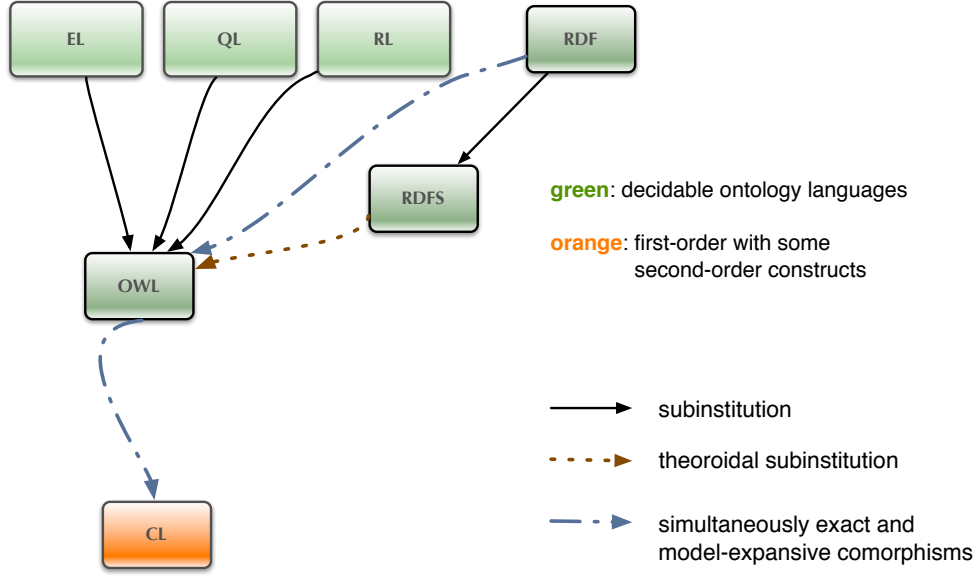 EL
QL
RL
RDF
RDFS
green: decidable ontology languages
orange: first-order with some
second-order constructs
OWL
subinstitution
theoroidal subinstitution
CL
simultaneously exact and
model-expansive comorphisms